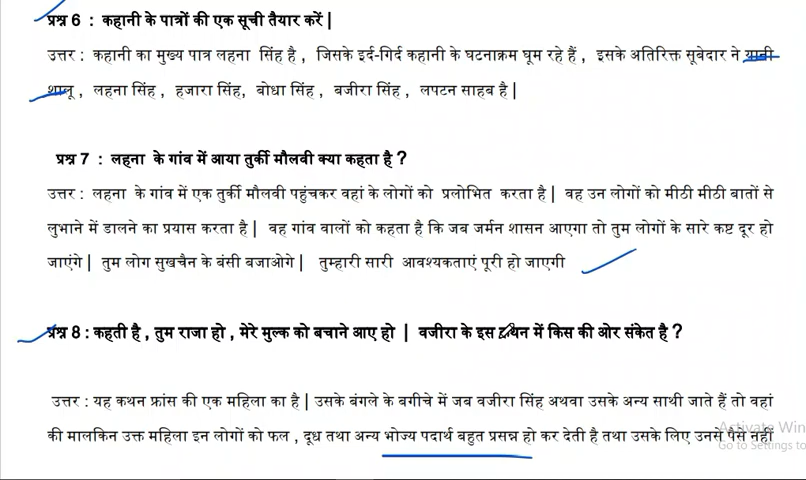 प्रश्न 6 : कहानी के पात्रों की एक सूची तैयार करें |
उत्तर : कहानी का मुख्य पात्र लहना सिंह है , जिसके इर्द-गिर्द कहानी के घटनाक्रम घूम रहे हैं , इसके अतिरिक्त सूबेदार ने यानी
शालू , लहना सिंह , हजारा सिंह, बोधा सिंह , बजीरा सिंह , लपटन साहब है |
प्रश्न 7 : लहना के गांव में आया तुर्की मौलवी क्या कहता है ?
उत्तर : लहना के गांव में एक तुर्की मौलवी पहुंचकर वहां के लोगों को प्रलोभित करता है | वह उन लोगों को मीठी मीठी बातों से
लुभाने में डालने का प्रयास करता है | वह गांव वालों को कहता है कि जब जर्मन शासन आएगा तो तुम लोगों के सारे कष्ट दूर हो
जाएंगे | तुम लोग सुखचैन के बंसी बजाओगे | तुम्हारी सारी आवश्यकताएं पूरी हो जाएगी
प्रश्न 8 : कहती है , तुम राजा हो , मेरे मुल्क को बचाने आए हो | वजीरा के इस कथन में किस की ओर संकेत है ?
उत्तर : यह कथन फ्रांस की एक महिला का है | उसके बंगले के बगीचे में जब वजीरा सिंह अथवा उसके अन्य साथी जाते हैं तो वहां
की मालकिन उक्त महिला इन लोगों को फल , दूध तथा अन्य भोज्य पदार्थ बहुत प्रसन्न हो कर देती है तथा उसके लिए उनसे पैसे नहीं
Activate Win
Go to Settings to